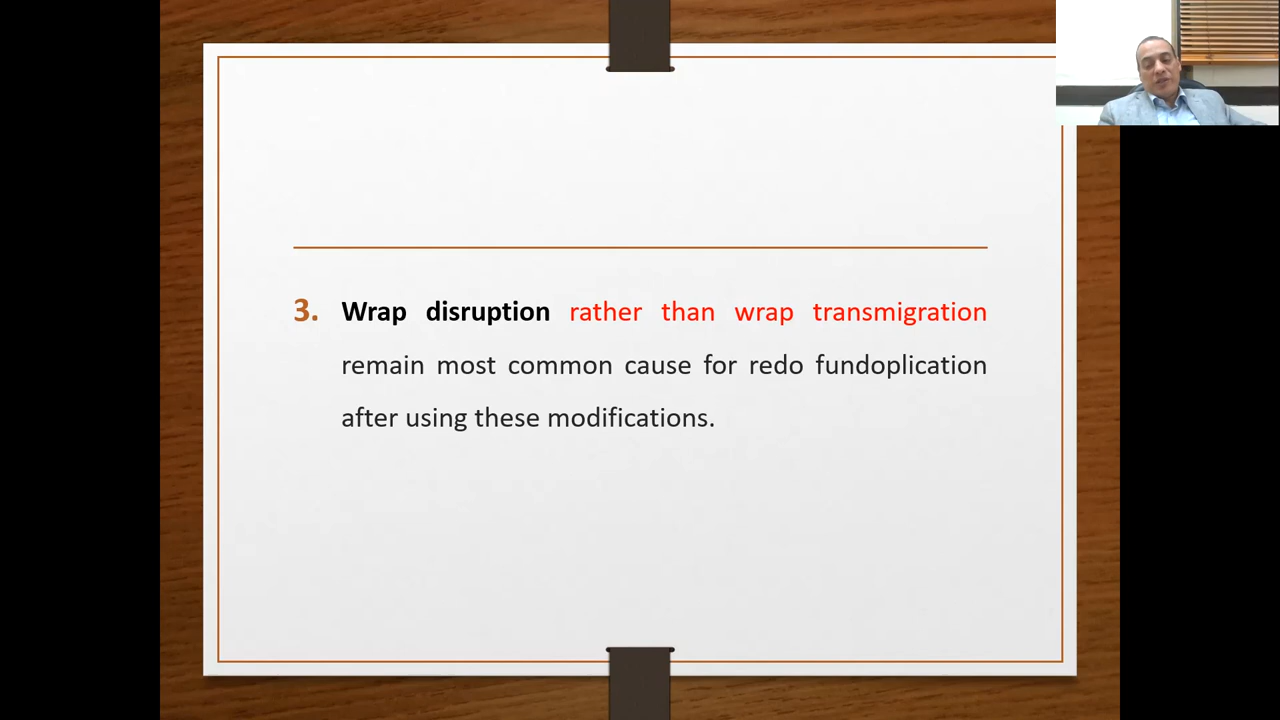 3. Wrap disruption rather than wrap transmigration
remain most common cause for redo fundoplication
after using these modifications.